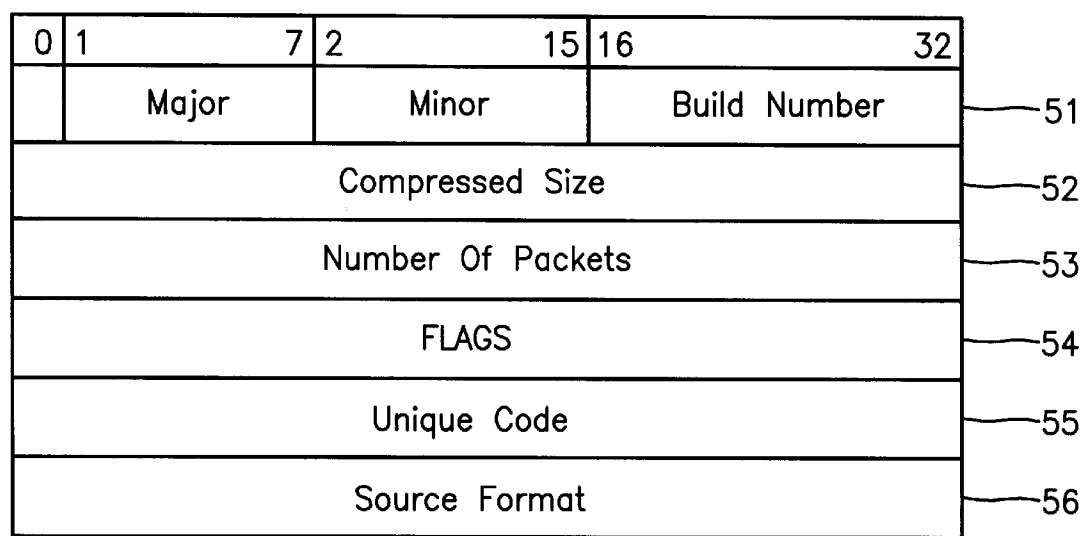 0 1 7 2 15 16 32
Major Minor Build Number 51
Compressed Size 52
Number Of Packets 53
FLAGS 54
Unique Code 55
Source Format 56